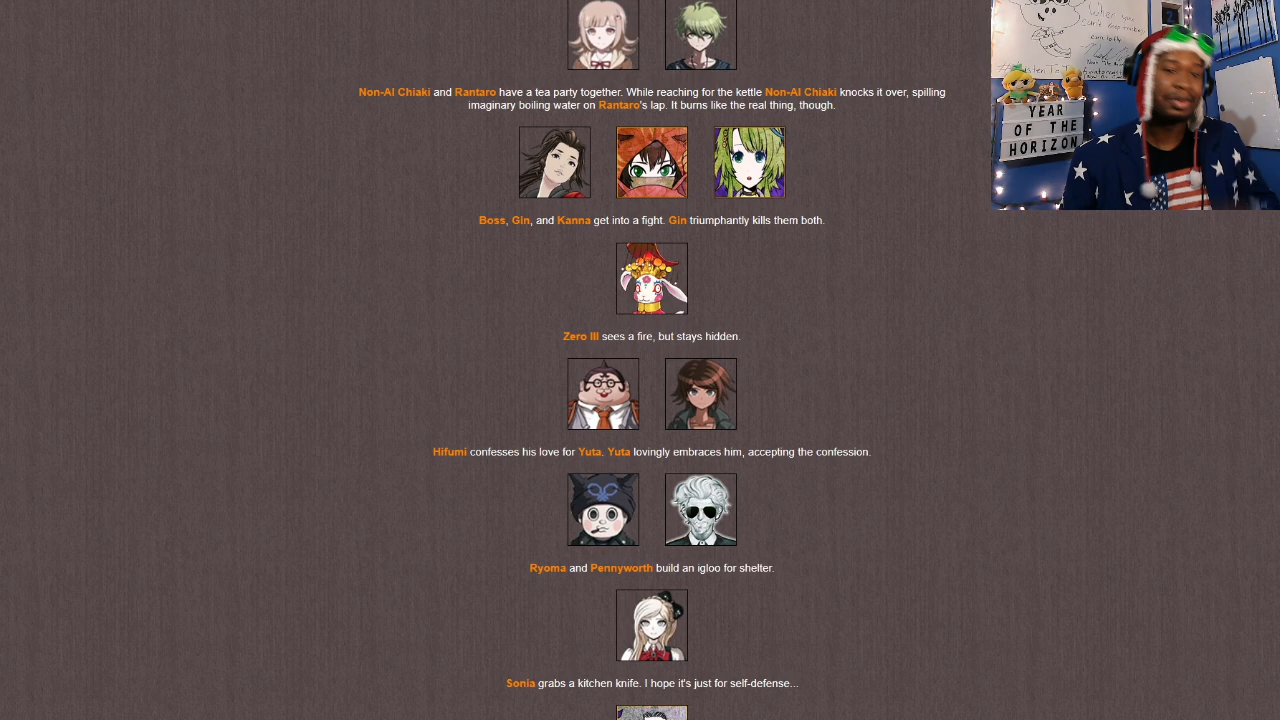 Non-AI Chiaki and Rantaro have a tea party together. While reaching for the kettle Non-AI Chiaki knocks it over, spilling
imaginary boiling water on Rantaro's lap. It burns like the real thing, though.
Boss, Gin, and Kanna get into a fight. Gin triumphantly kills them both.
Zero III sees a fire, but stays hidden.
Hifumi confesses his love for Yuta. Yuta lovingly embraces him, accepting the confession.
Ryoma and Pennyworth build an igloo for shelter.
Sonia grabs a kitchen knife. I hope it's just for self-defense...
When you
can't
YEAR
OF THE
HORIZON
2